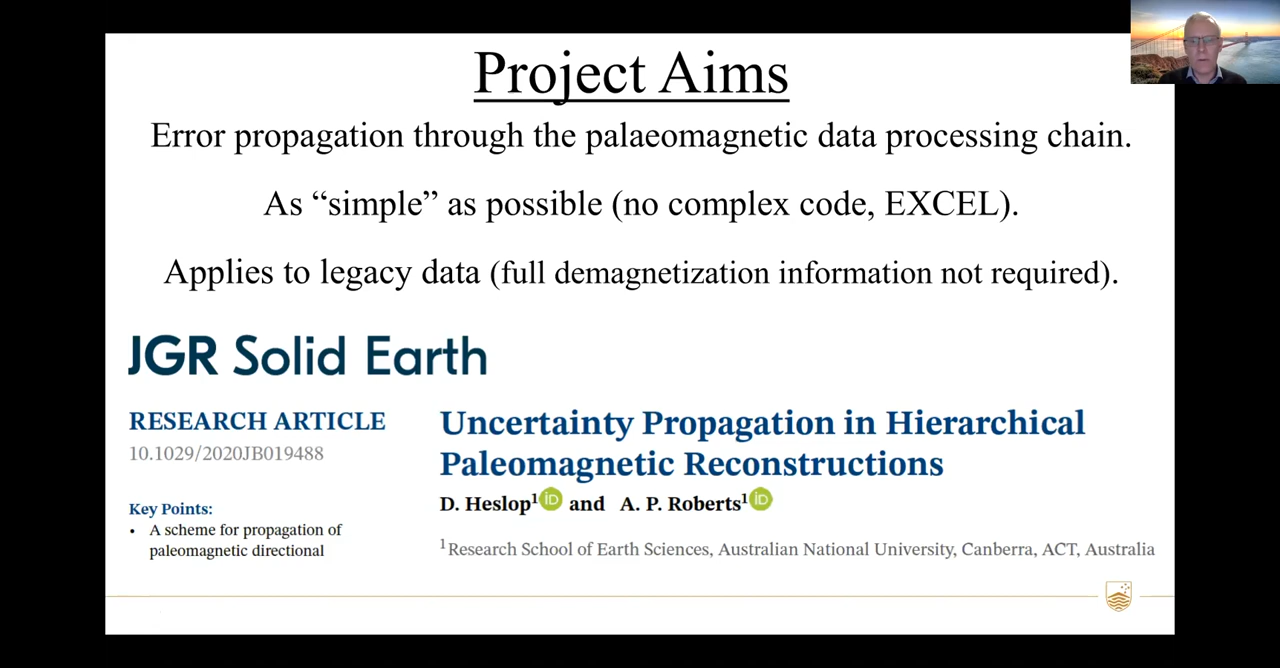 Project Aims
Error propagation through the palaeomagnetic data processing chain.
As “simple” as possible (no complex code, EXCEL).
Applies to legacy data (full demagnetization information not required).
JGR Solid Earth
RESEARCH ARTICLE
10.1029/2020JB019488
Key Points:
• A scheme for propagation of
paleomagnetic directional
Uncertainty Propagation in Hierarchical
Paleomagnetic Reconstructions
D. Heslop¹ iD and A. P. Roberts¹ iD
¹Research School of Earth Sciences, Australian National University, Canberra, ACT, Australia